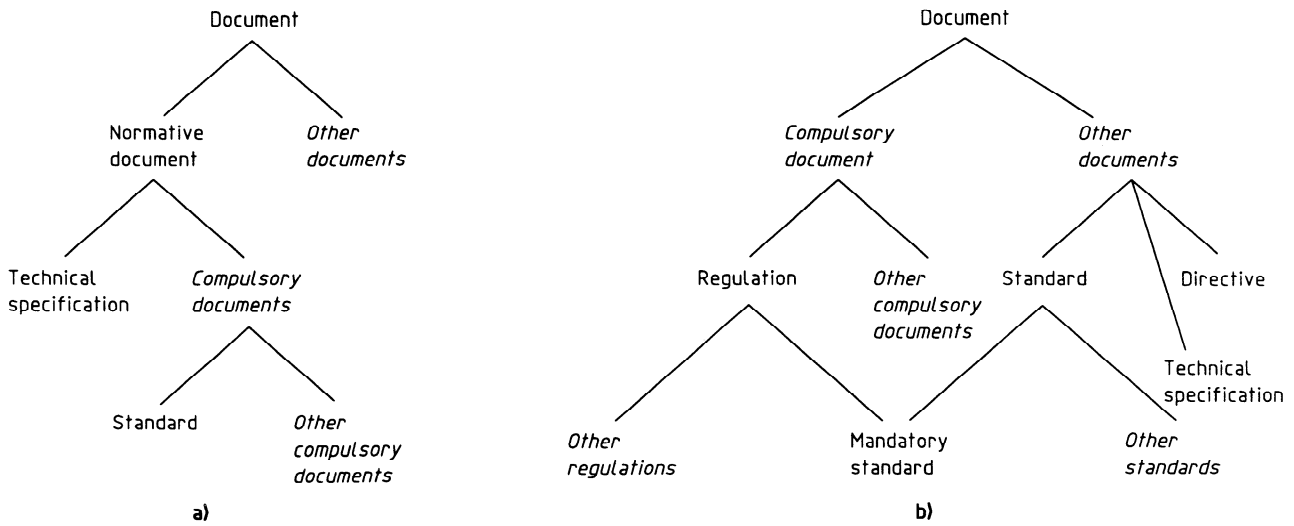 Document
Normative
document
Other
documents
Technical
specification
Compulsory
documents
Standard
Other
compulsory
documents
a)
Document
Compulsory
document
Other
documents
Regulation
Other
compulsory
documents
Standard
Directive
Technical
specification
Other
regulations
Mandatory
standard
Other
standards
b)